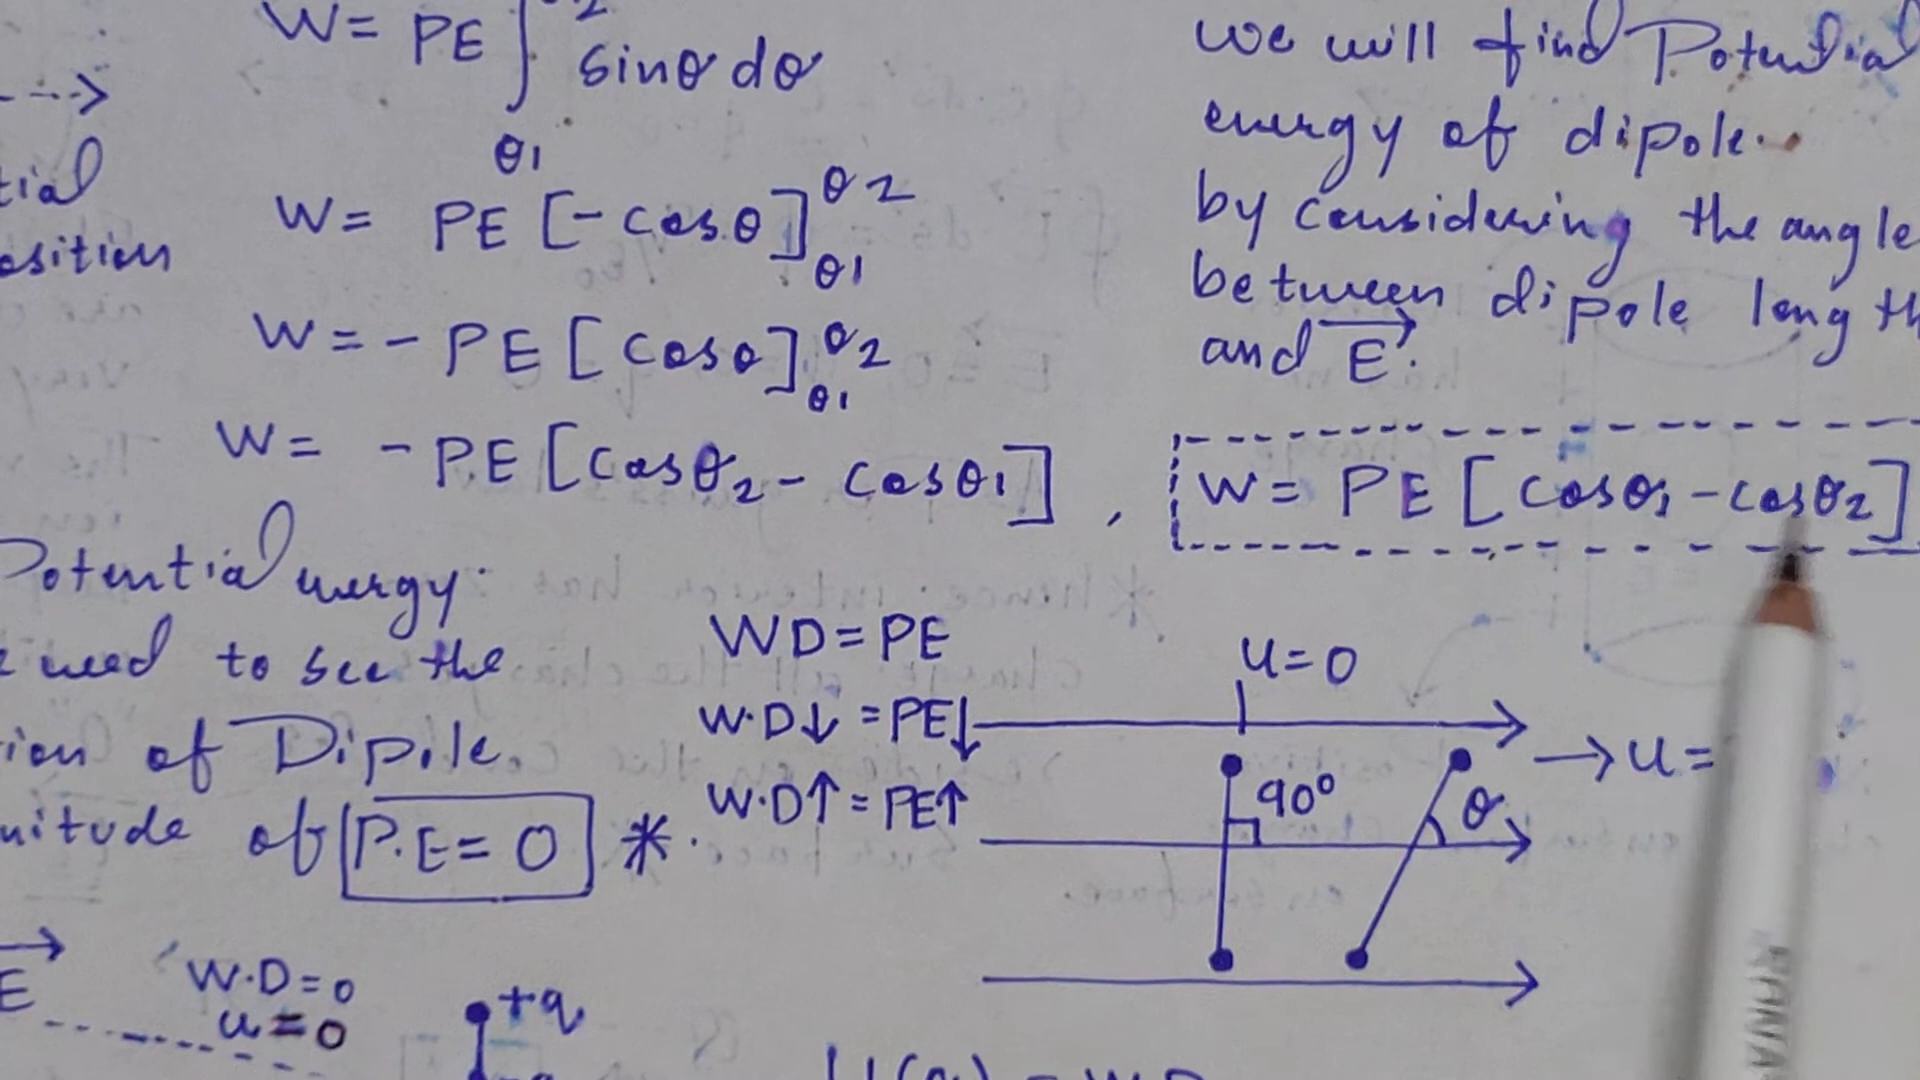 W = PE ∫ sinθ dθ
θ1
W = PE [-cosθ]θ2 θ1
W = - PE [cosθ]θ2 θ1
W = - PE [cosθ2 - cosθ1] ,
Potential energy:
need to see the
of Dipole.
of P.E = 0 *.
WD = PE
W·D↓ = PE↓
W·D↑ = PE↑
E
W·D = 0
u = 0
+q
we will find Potential
energy of dipole.
by considering the angle
between dipole length
and E.
W = PE [cosθ1 - cosθ2]
u = 0
→ u =
90° θ